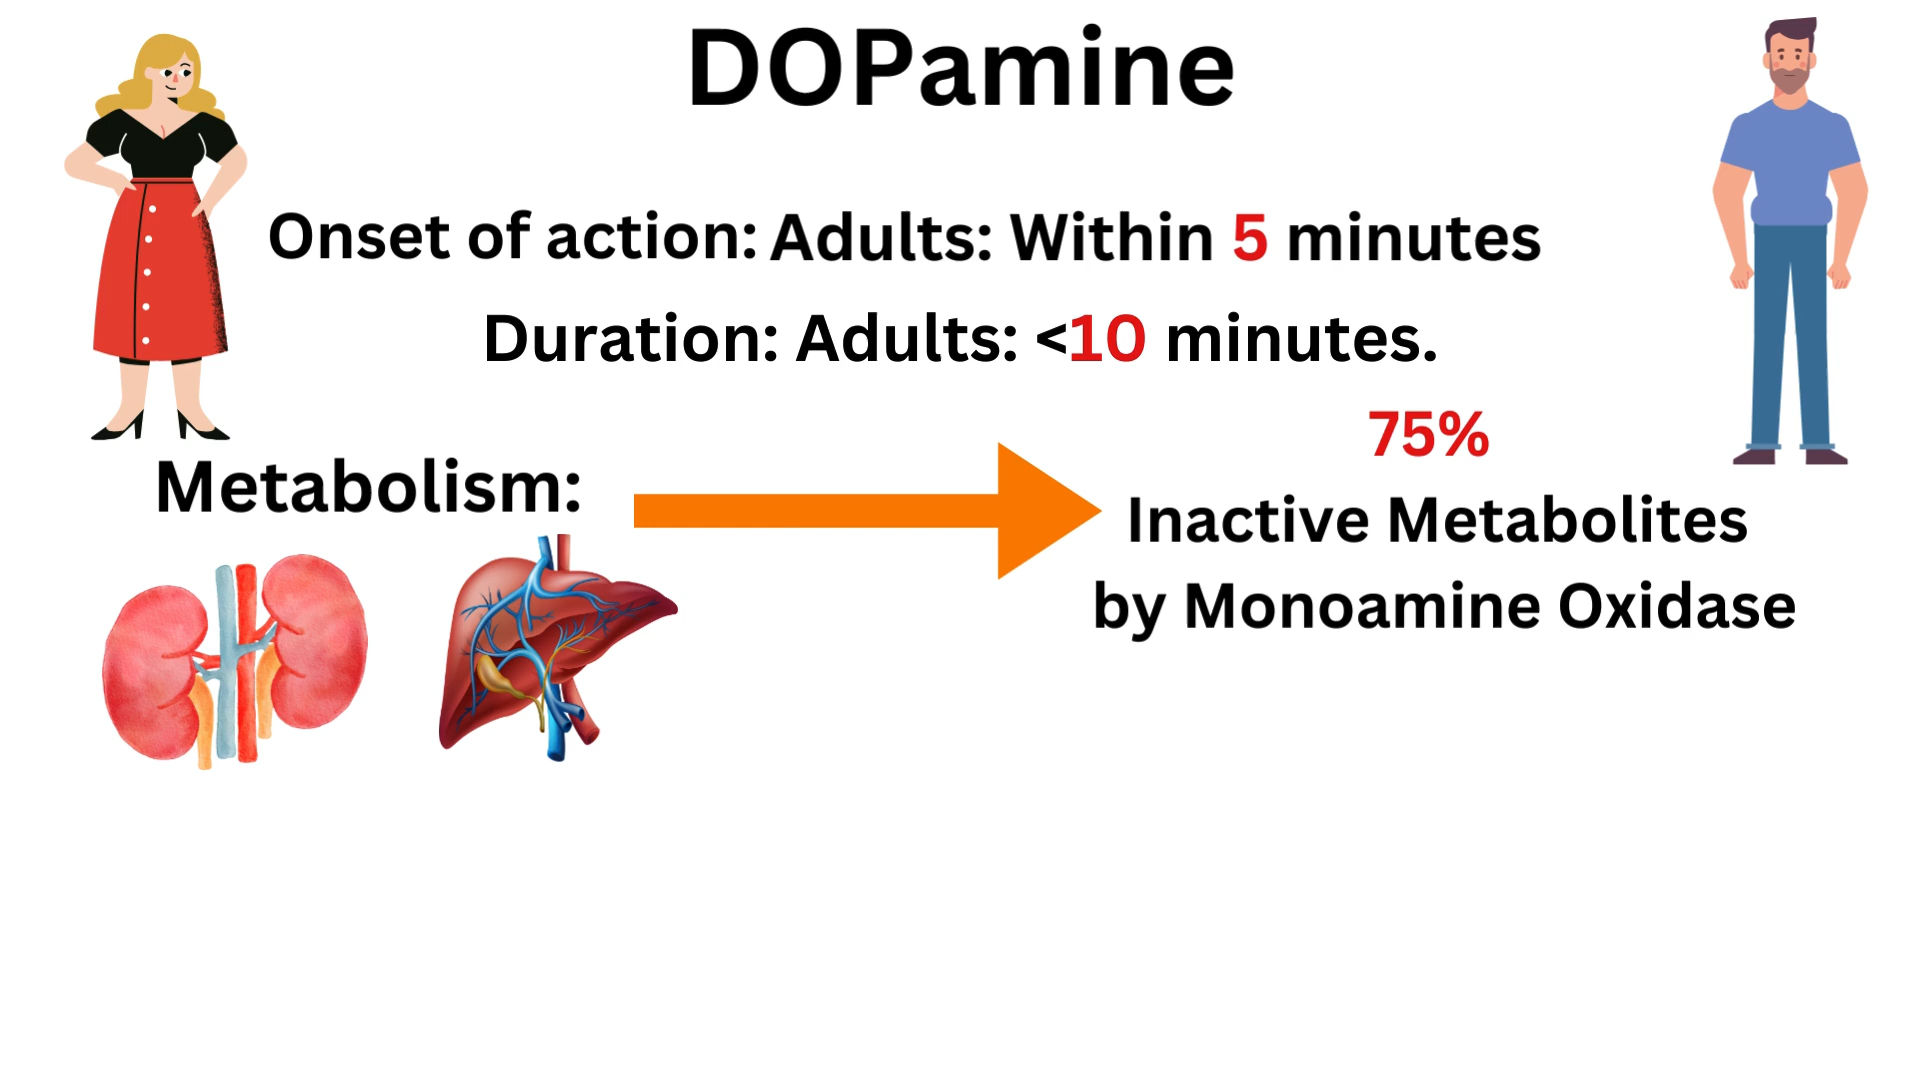 DOPamine
Onset of action: Adults: Within 5 minutes
Duration: Adults: <10 minutes.
Metabolism:
75%
Inactive Metabolites
by Monoamine Oxidase